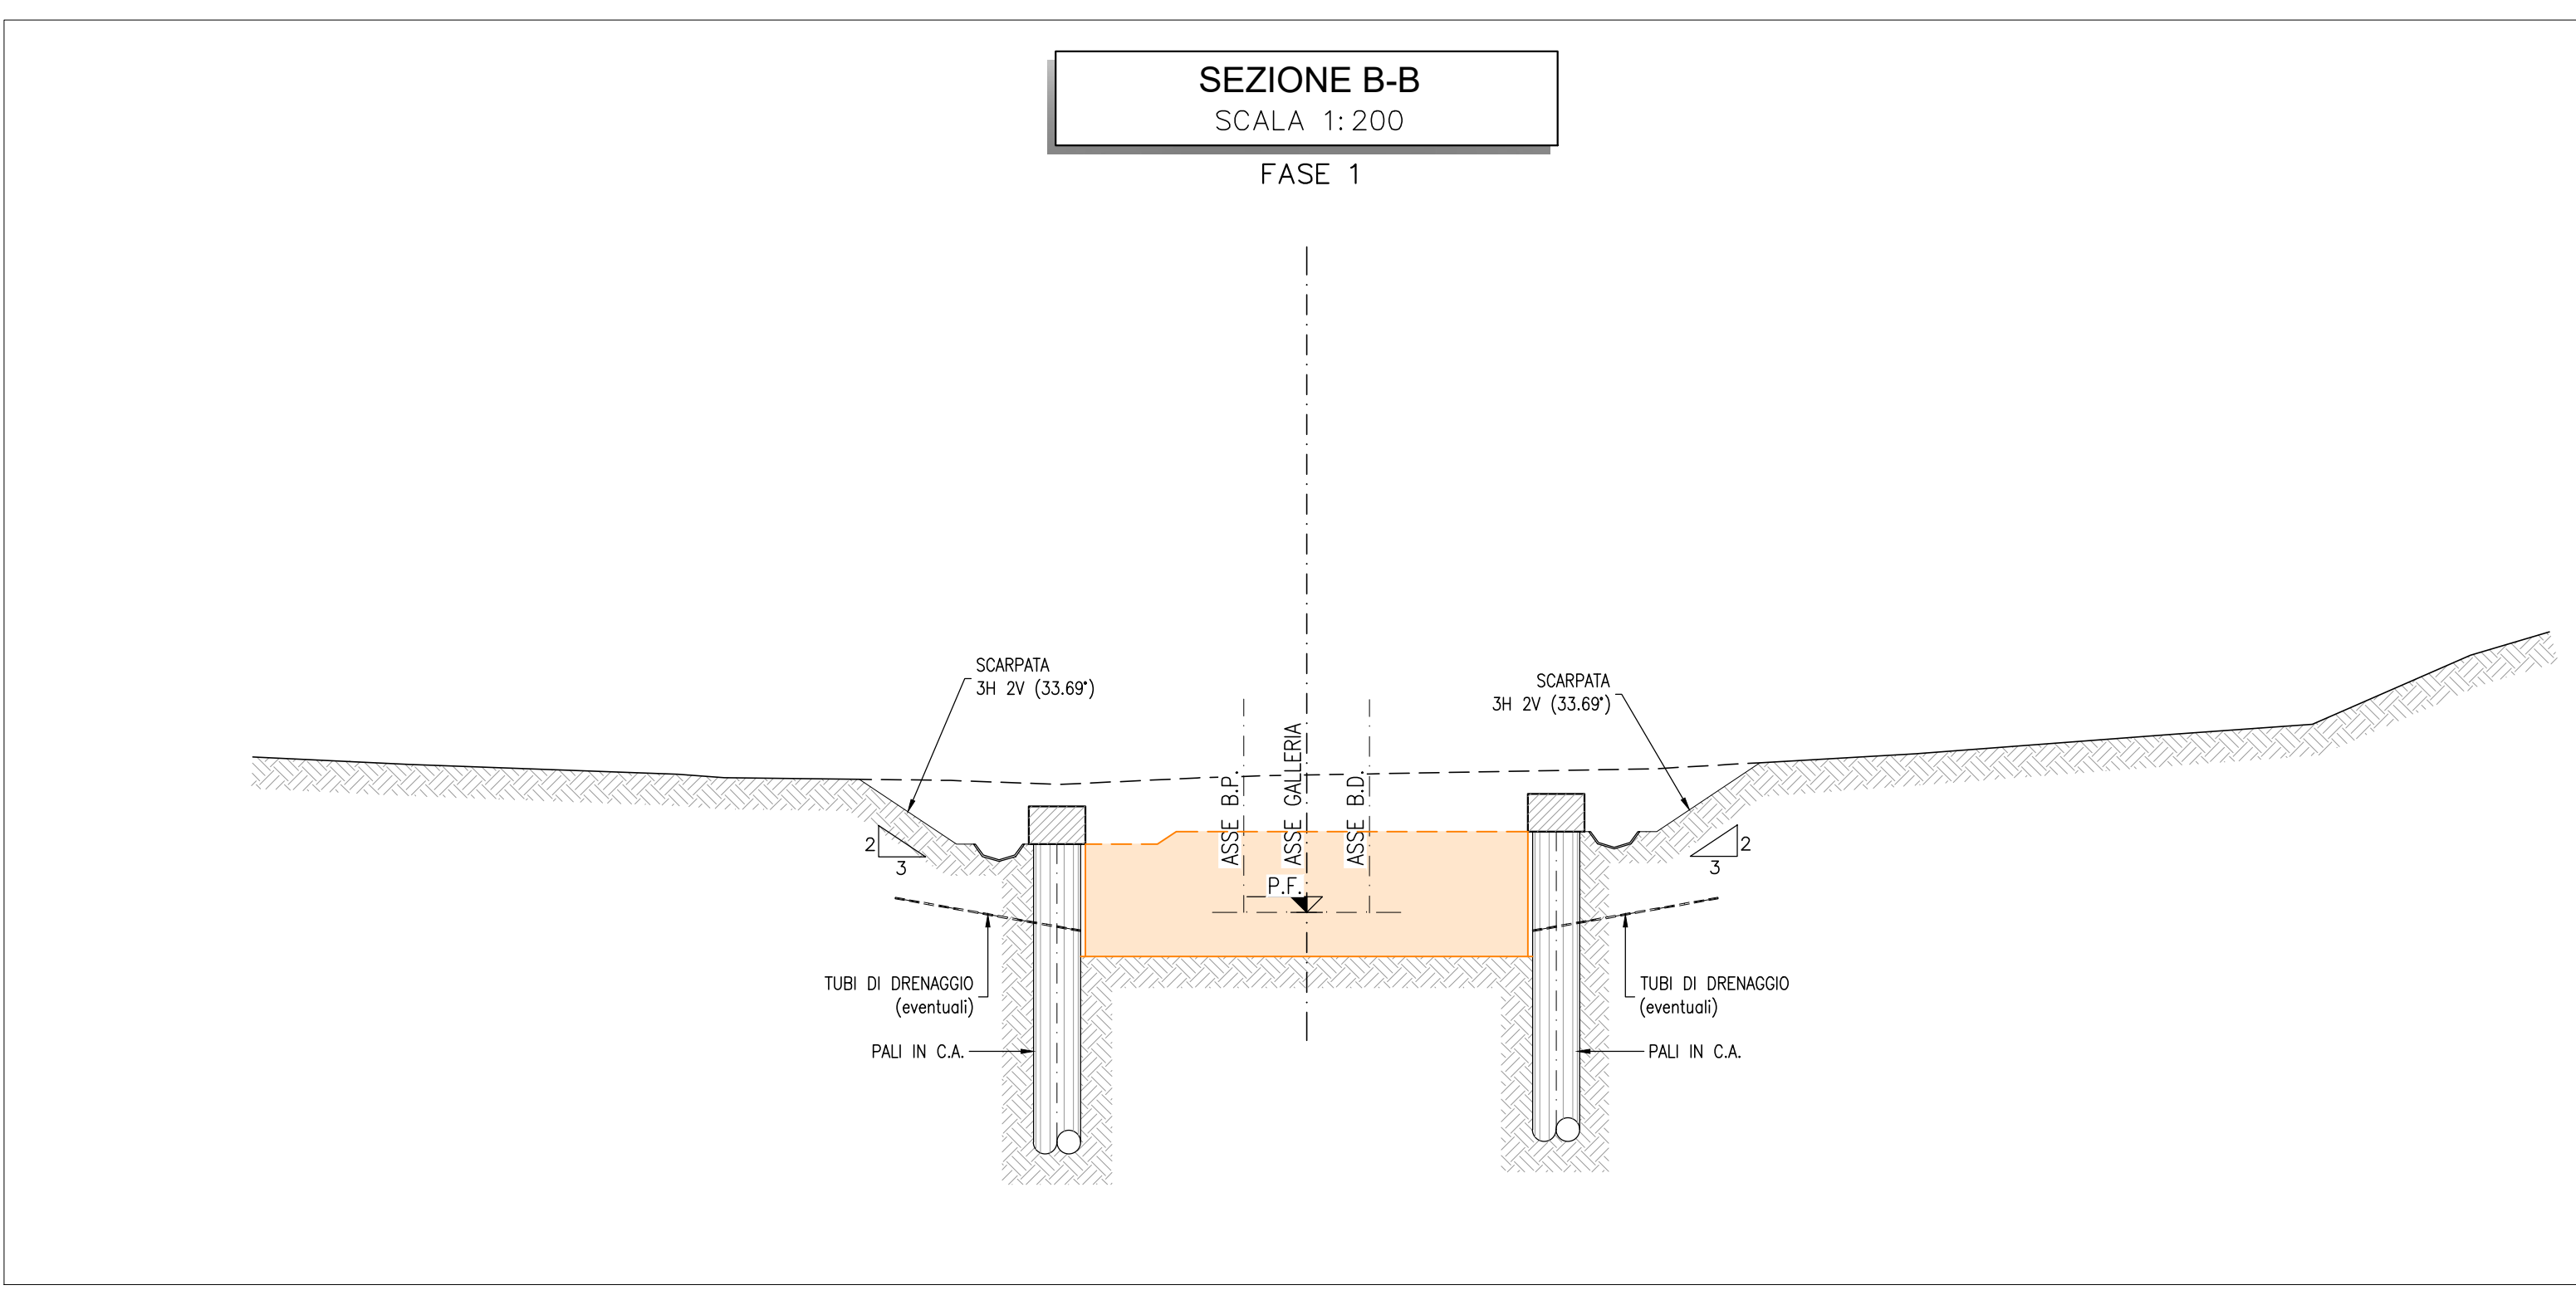 SEZIONE B-B
SCALA 1:200
FASE 1
SCARPATA
3H 2V (33.69°)
SCARPATA
3H 2V (33.69°)
ASSE B.P.
ASSE GALLERIA
ASSE B.D.
2
3
2
3
P.F.
TUBI DI DRENAGGIO
(eventuali)
TUBI DI DRENAGGIO
(eventuali)
PALI IN C.A.
PALI IN C.A.